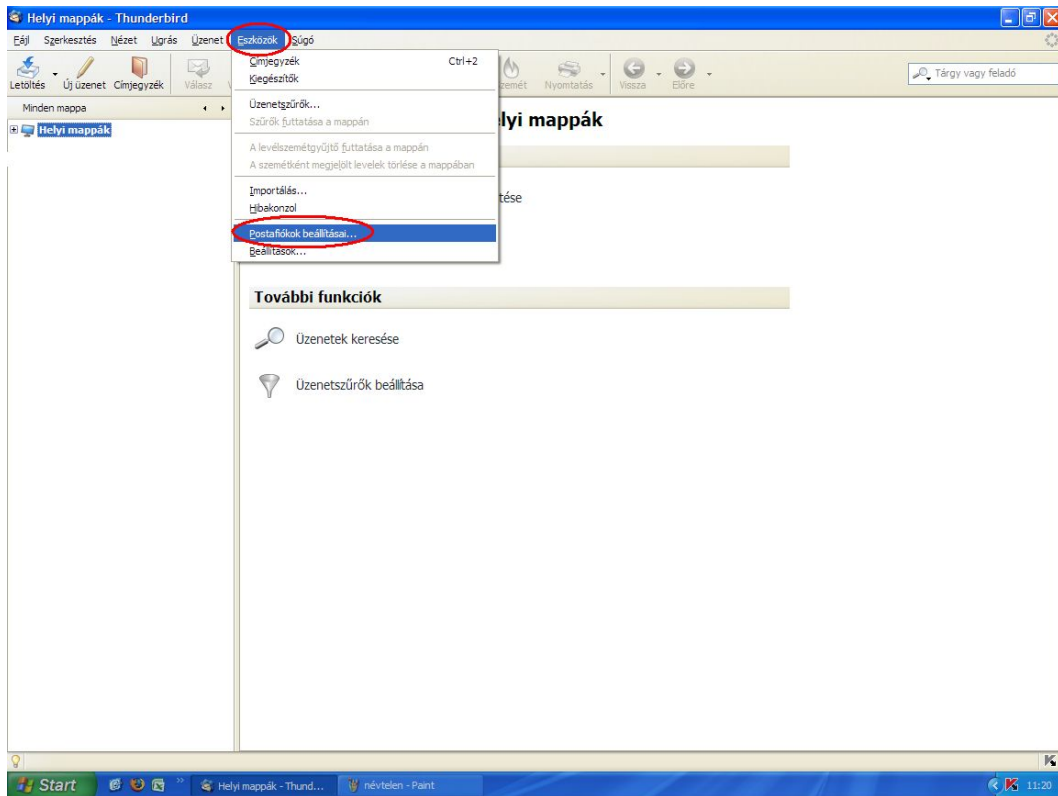 Helyi mappák - Thunderbird
Fájl Szerkesztés Nézet Ugrás Üzenet Eszközök Súgó
Letöltés Új üzenet Címjegyzék Válasz V zemét Nyomtatás Vissza Előre Tárgy vagy feladó
Minden mappa
Helyi mappák
Címjegyzék Ctrl+2
Kiegészítők
Üzenetszűrők...
Szűrők futtatása a mappán
A levélszemétgyűjtő futtatása a mappán
A szemétként megjelölt levelek törlése a mappában
Importálás...
Hibakonzol
Postafiókok beállításai...
Beállítások...
lyi mappák
tése
További funkciók
Üzenetek keresése
Üzenetszűrők beállítása
Start Helyi mappák - Thund... névtelen - Paint 11:20